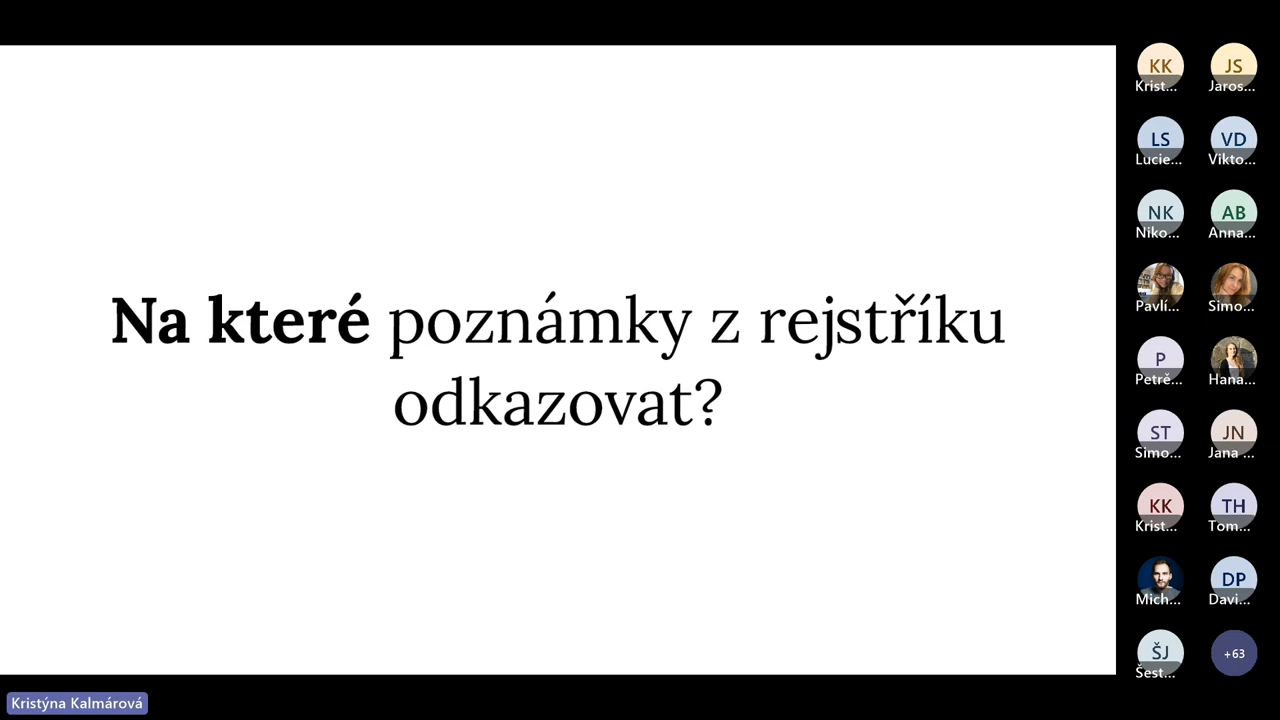 Na které poznámky z rejstříku
odkazovat?
KK
Krist...
JS
Jaros...
LS
Lucie...
VD
Vikto...
NK
Niko...
AB
Anna...
Pavlí...
Simo...
P
Petrě...
Hana...
ST
Simo...
JN
Jana ...
KK
Krist...
TH
Tom...
Mich...
DP
Davi...
ŠJ
Šest...
+63
Kristýna Kalmárová